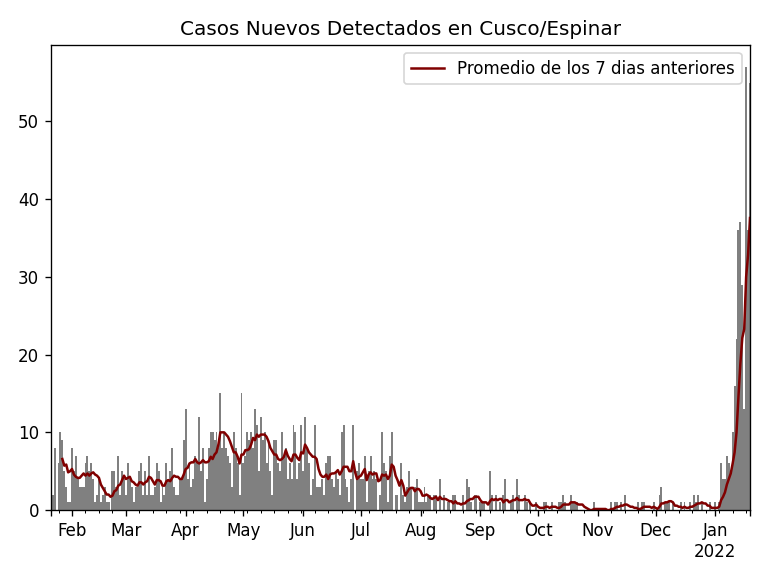 Casos Nuevos Detectados en Cusco/Espinar
Promedio de los 7 dias anteriores
50
40
30
20
10
0
Feb Mar Apr May Jun Jul Aug Sep Oct Nov Dec Jan
2022